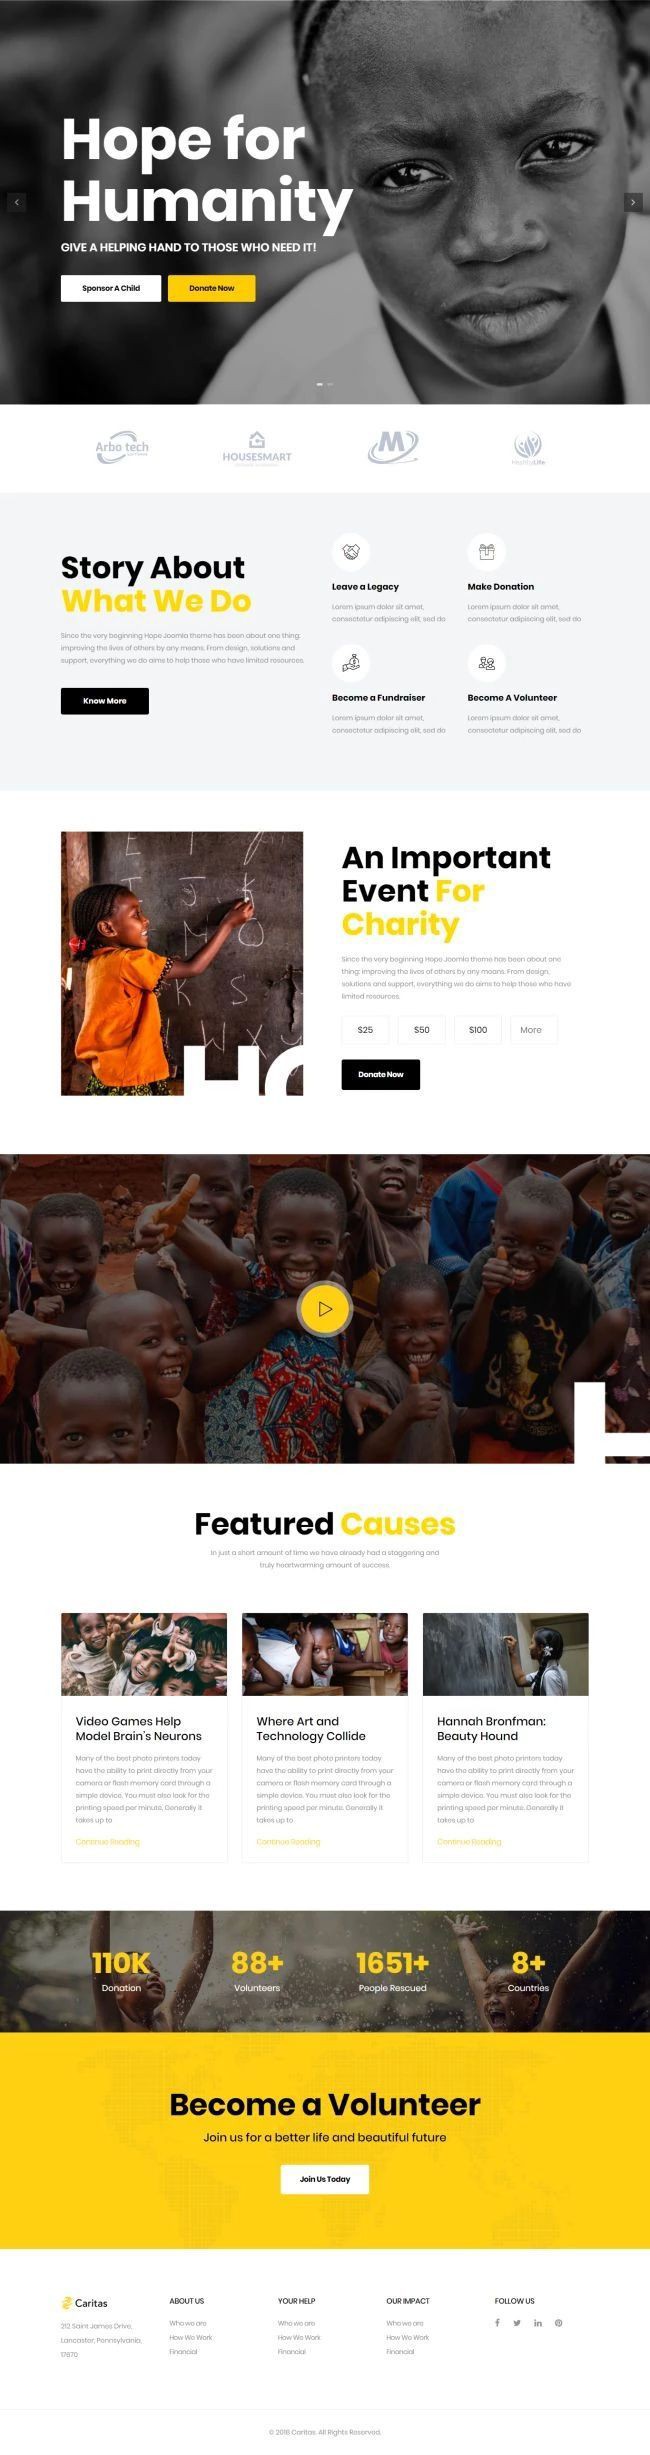 Hope for
Humanity
GIVE A HELPING HAND TO THOSE WHO NEED IT!
Sponsor A Child
Donate Now
Arbo tech
HOUSESMART
M
HealthyLife
Story About
What We Do
Since the very beginning Hope Joomla theme has been about one thing:
improving the lives of others by any means. From design, solutions and
support, everything we do aims to help those who have limited resources.
Know More
Leave a Legacy
Lorem ipsum dolor sit amet,
consectetur adipiscing elit, sed do
Make Donation
Lorem ipsum dolor sit amet,
consectetur adipiscing elit, sed do
Become a Fundraiser
Lorem ipsum dolor sit amet,
consectetur adipiscing elit, sed do
Become A Volunteer
Lorem ipsum dolor sit amet,
consectetur adipiscing elit, sed do
An Important
Event For
Charity
Since the very beginning Hope Joomla theme has been about one
thing: improving the lives of others by any means. From design,
solutions and support, everything we do aims to help those who have
limited resources.
$25
$50
$100
More
Donate Now
Featured Causes
In just a short amount of time we have already had a staggering and
truly heartwarming amount of success.
Video Games Help
Model Brain's Neurons
Many of the best photo printers today
have the ability to print directly from your
camera or flash memory card through a
simple device. You must also look for the
printing speed per minute. Generally it
takes up to
Continue Reading
Where Art and
Technology Collide
Many of the best photo printers today
have the ability to print directly from your
camera or flash memory card through a
simple device. You must also look for the
printing speed per minute. Generally it
takes up to
Continue Reading
Hannah Bronfman:
Beauty Hound
Many of the best photo printers today
have the ability to print directly from your
camera or flash memory card through a
simple device. You must also look for the
printing speed per minute. Generally it
takes up to
Continue Reading
110K
Donation
88+
Volunteers
1651+
People Rescued
8+
Countries
Become a Volunteer
Join us for a better life and beautiful future
Join Us Today
Caritas
212 Saint James Drive,
Lancaster, Pennsylvania,
17670
ABOUT US
Who we are
How We Work
Financial
YOUR HELP
Who we are
How We Work
Financial
OUR IMPACT
Who we are
How We Work
Financial
FOLLOW US
© 2018 Caritas. All Rights Reserved.